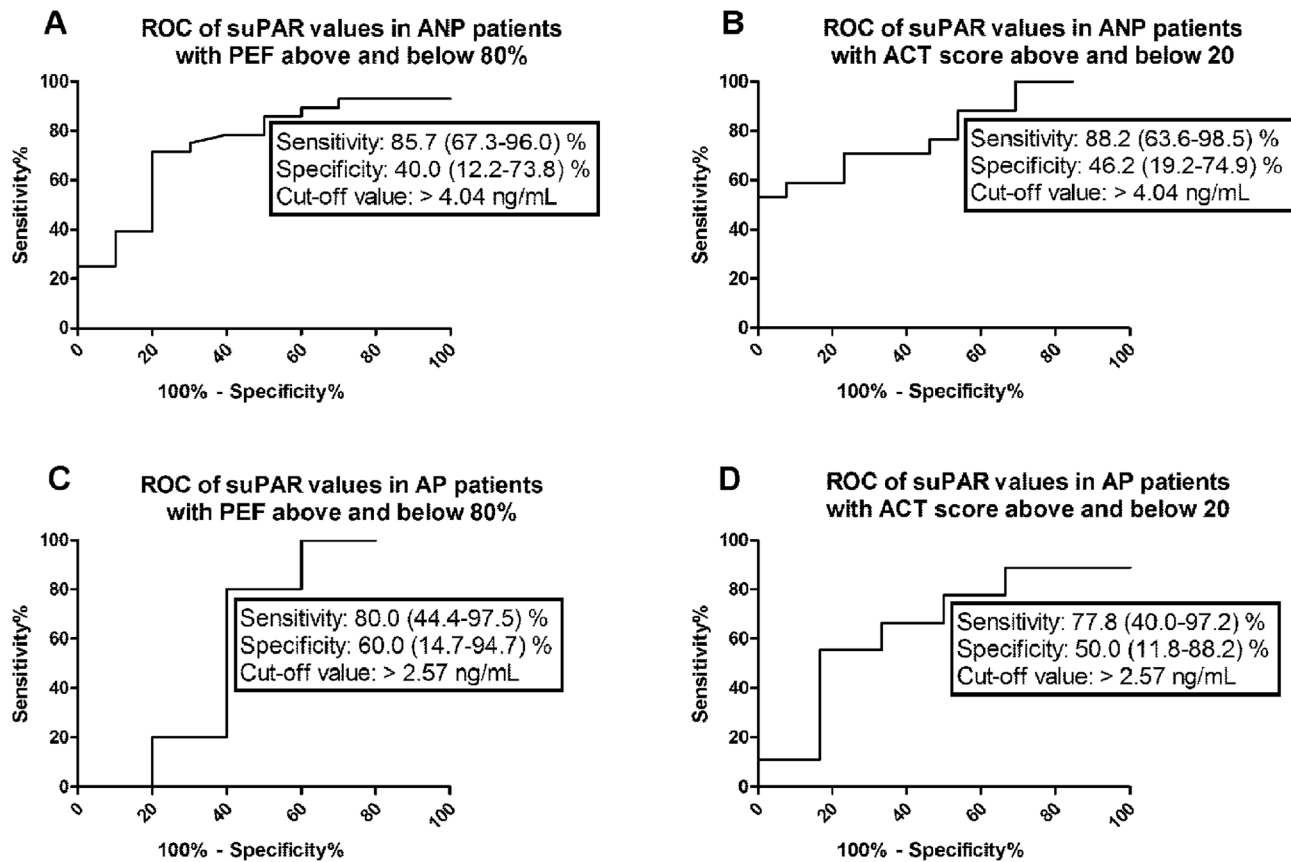 A
ROC of suPAR values in ANP patients
with PEF above and below 80%
100
80
60
40
20
0
Sensitivity%
Sensitivity: 85.7 (67.3-96.0) %
Specificity: 40.0 (12.2-73.8) %
Cut-off value: > 4.04 ng/mL
0
20
40
60
80
100
100% - Specificity%
B
ROC of suPAR values in ANP patients
with ACT score above and below 20
100
80
60
40
20
0
Sensitivity%
Sensitivity: 88.2 (63.6-98.5) %
Specificity: 46.2 (19.2-74.9) %
Cut-off value: > 4.04 ng/mL
0
20
40
60
80
100
100% - Specificity%
C
ROC of suPAR values in AP patients
with PEF above and below 80%
100
80
60
40
20
0
Sensitivity%
Sensitivity: 80.0 (44.4-97.5) %
Specificity: 60.0 (14.7-94.7) %
Cut-off value: > 2.57 ng/mL
0
20
40
60
80
100
100% - Specificity%
D
ROC of suPAR values in AP patients
with ACT score above and below 20
100
80
60
40
20
0
Sensitivity%
Sensitivity: 77.8 (40.0-97.2) %
Specificity: 50.0 (11.8-88.2) %
Cut-off value: > 2.57 ng/mL
0
20
40
60
80
100
100% - Specificity%